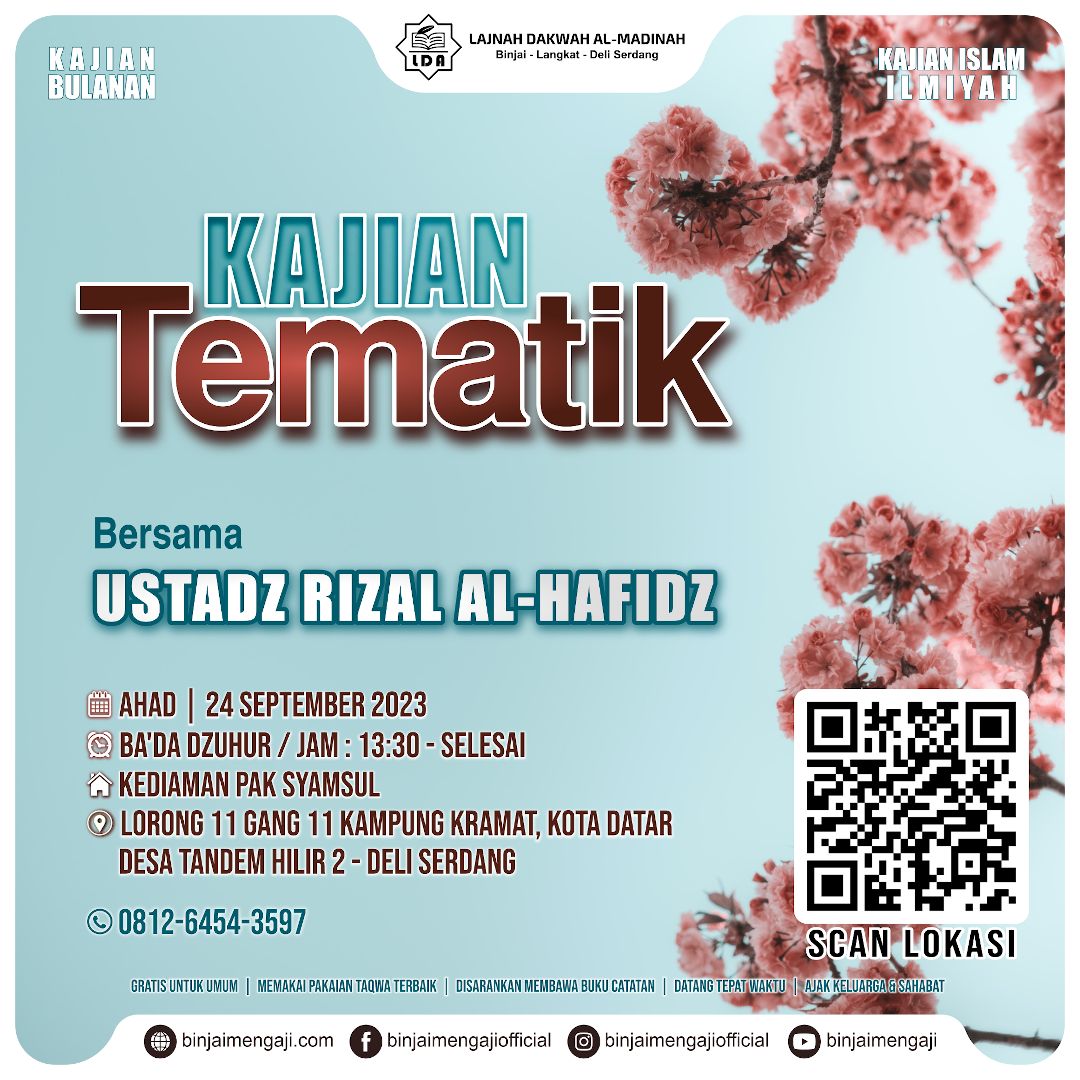 KAJIAN
BULANAN
LDA
LAJNAH DAKWAH AL-MADINAH
Binjai - Langkat - Deli Serdang
KAJIAN ISLAM
ILMIYAH
KAJIAN
Tematik
Bersama
USTADZ RIZAL AL-HAFIDZ
AHAD | 24 SEPTEMBER 2023
BA'DA DZUHUR / JAM : 13:30 - SELESAI
KEDIAMAN PAK SYAMSUL
LORONG 11 GANG 11 KAMPUNG KRAMAT, KOTA DATAR
DESA TANDEM HILIR 2 - DELI SERDANG
0812-6454-3597
SCAN LOKASI
GRATIS UNTUK UMUM | MEMAKAI PAKAIAN TAQWA TERBAIK | DISARANKAN MEMBAWA BUKU CATATAN | DATANG TEPAT WAKTU | AJAK KELUARGA & SAHABAT
binjaimengaji.com binjaimengajiofficial binjaimengajiofficial binjaimengaji